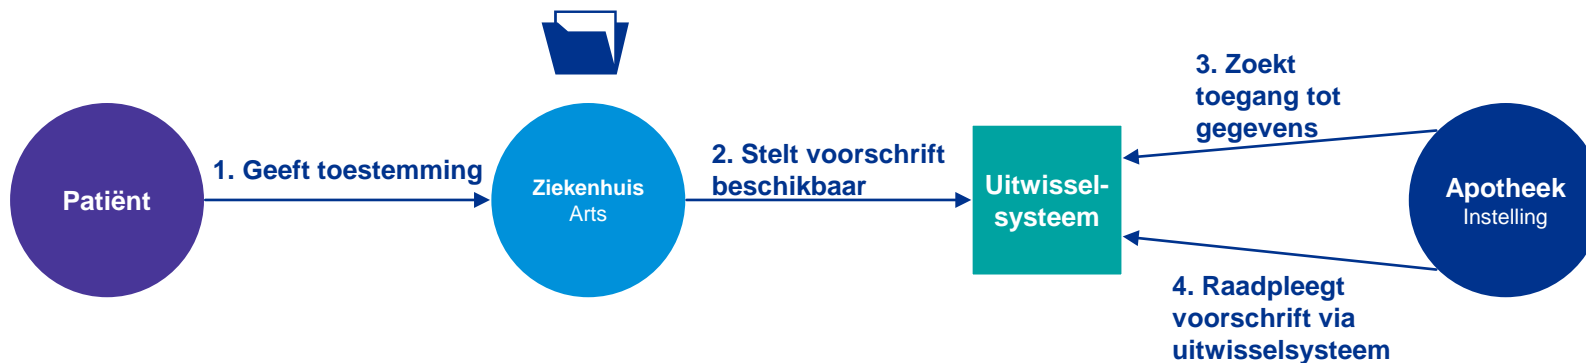 Patiënt
1. Geeft toestemming
Ziekenhuis
Arts
2. Stelt voorschrift
beschikbaar
Uitwissel-
systeem
3. Zoekt
toegang tot
gegevens
Apotheek
Instelling
4. Raadpleegt
voorschrift via
uitwisselsysteem